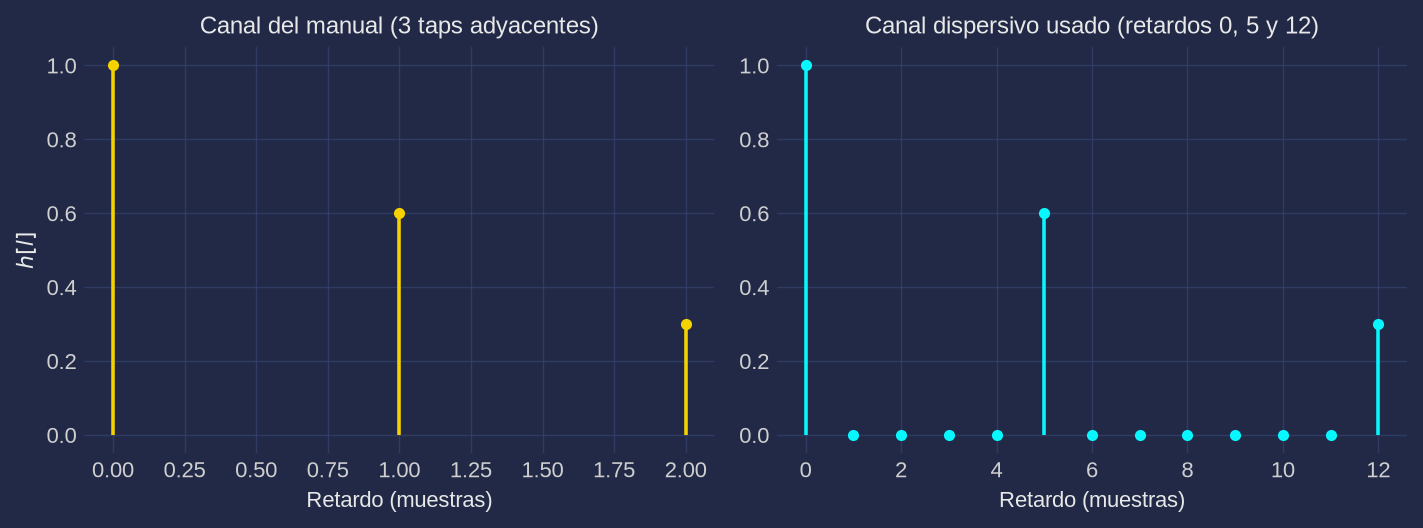 Canal del manual (3 taps adyacentes)
h[l]
1.0
0.8
0.6
0.4
0.2
0.0
0.00 0.25 0.50 0.75 1.00 1.25 1.50 1.75 2.00
Retardo (muestras)
Canal dispersivo usado (retardos 0, 5 y 12)
1.0
0.8
0.6
0.4
0.2
0.0
0 2 4 6 8 10 12
Retardo (muestras)